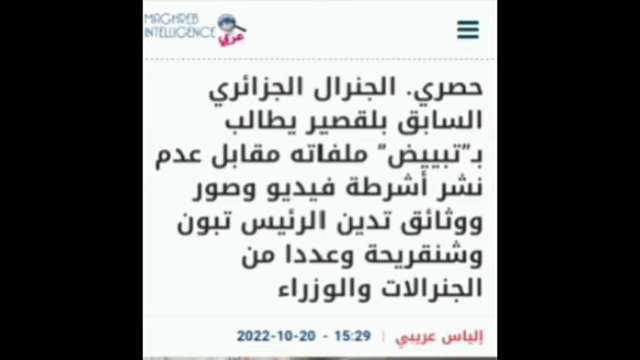 MAGHREB
INTELLIGENCE
عربي
حصري. الجنرال الجزائري
السابق بلقصير يطالب
بـ”تبييض” ملفاته مقابل عدم
نشر أشرطة فيديو وصور
ووثائق تدين الرئيس تبون
وشنقريحة وعددا من
الجنرالات والوزراء
إلياس عريبي | 15:29 - 2022-10-20